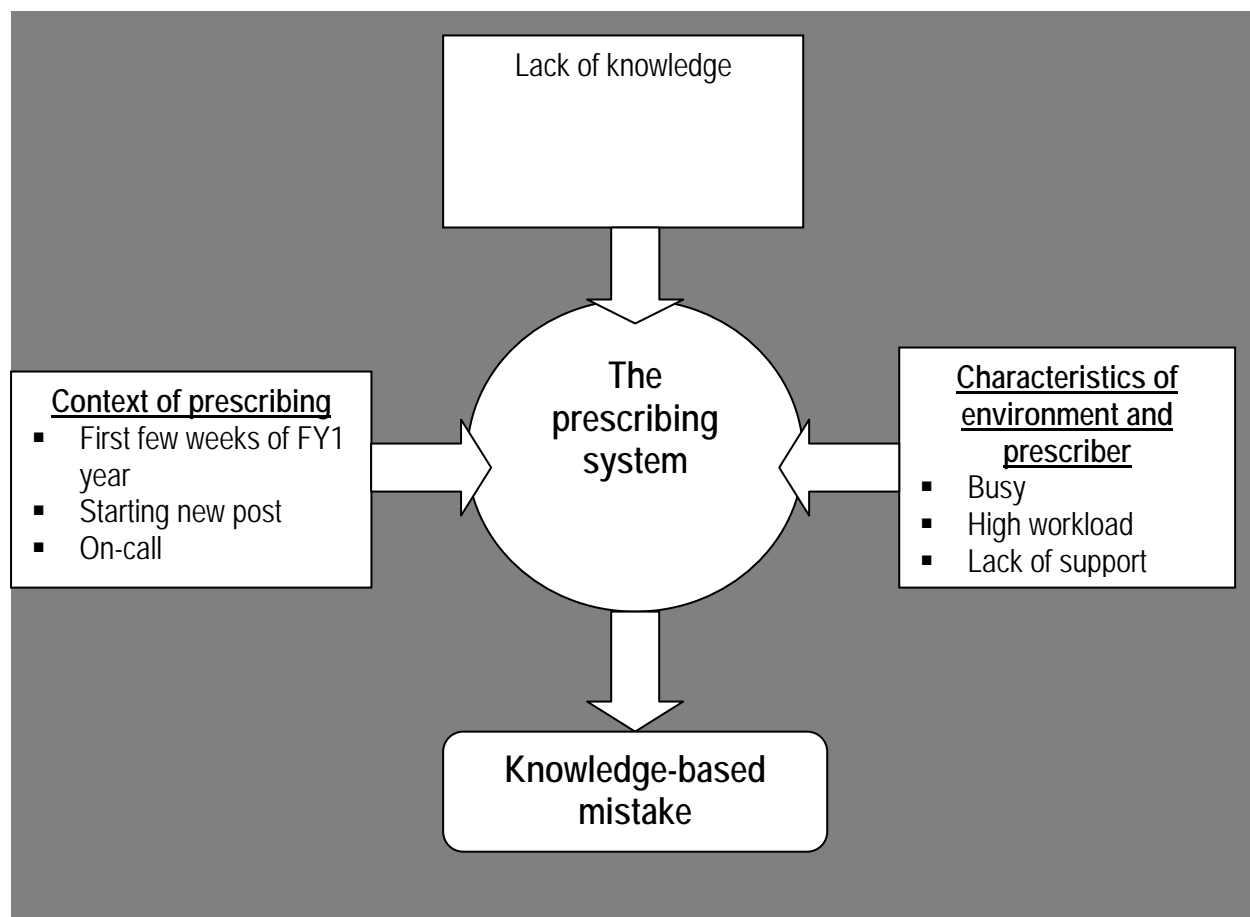 Lack of knowledge
The
prescribing
system
Context of prescribing
▪ First few weeks of FY1
year
▪ Starting new post
▪ On-call
Characteristics of
environment and
prescriber
▪ Busy
▪ High workload
▪ Lack of support
Knowledge-based
mistake